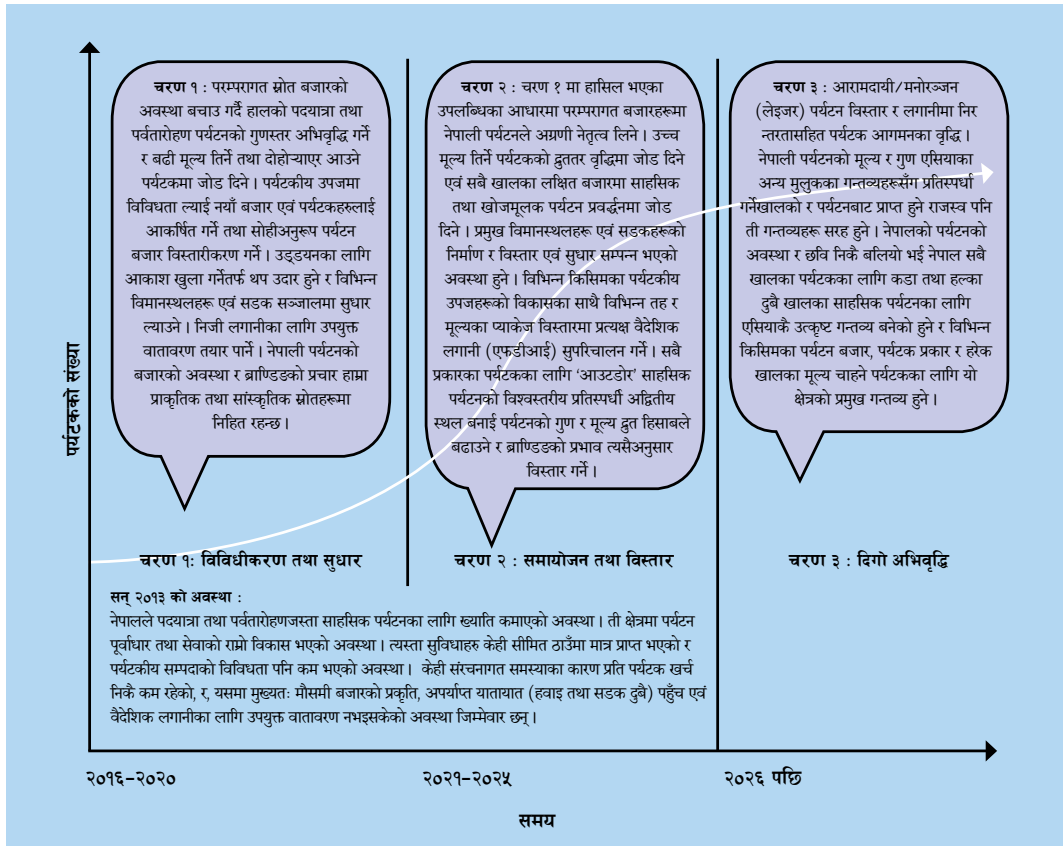 पर्यटकको संख्या
चरण १ : परम्परागत स्रोत बजारको
अवस्था बचाउ गर्दै हालको पदयात्रा तथा
पर्वतारोहण पर्यटनको गुणस्तर अभिवृद्धि गर्ने
र बढी मूल्य तिर्ने तथा दोहोऱ्याएर आउने
पर्यटकमा जोड दिने । पर्यटकीय उपजमा
विविधता ल्याई नयाँ बजार एवं पर्यटकहरुलाई
आकर्षित गर्ने तथा सोहीअनुरूप पर्यटन
बजार विस्तारीकरण गर्ने । उड्डयनका लागि
आकाश खुला गर्नेतर्फ थप उदार हुने र विभिन्न
विमानस्थलहरू एवं सडक सञ्जालमा सुधार
ल्याउने । निजी लगानीका लागि उपयुक्त
वातावरण तयार पार्ने । नेपाली पर्यटनको
बजारको अवस्था र ब्राण्डिङको प्रचार हाम्रा
प्राकृतिक तथा सांस्कृतिक स्रोतहरूमा
निहित रहन्छ ।
चरण २ : चरण १ मा हासिल भएका
उपलब्धिका आधारमा परम्परागत बजारहरूमा
नेपाली पर्यटनले अग्रणी नेतृत्व लिने । उच्च
मूल्य तिर्ने पर्यटकको द्रुततर वृद्धिमा जोड दिने
एवं सबै खालका लक्षित बजारमा साहसिक
तथा खोजमूलक पर्यटन प्रवर्द्धनमा जोड
दिने । प्रमुख विमानस्थलहरू एवं सडकहरूको
निर्माण र विस्तार एवं सुधार सम्पन्न भएको
अवस्था हुने । विभिन्न किसिमका पर्यटकीय
उपजहरूको विकासका साथै विभिन्न तह र
मूल्यका प्याकेज विस्तारमा प्रत्यक्ष वैदेशिक
लगानी (एफडीआई) सुपरिचालन गर्ने । सबै
प्रकारका पर्यटकका लागि ‘आउटडोर’ साहसिक
पर्यटनको विश्वस्तरीय प्रतिस्पर्धी अद्वितीय
स्थल बनाई पर्यटनको गुण र मूल्य द्रुत हिसाबले
बढाउने र ब्राण्डिङको प्रभाव त्यसैअनुसार
विस्तार गर्ने ।
चरण ३ : आरामदायी/मनोरञ्जन
(लेइजर) पर्यटन विस्तार र लगानीमा निर
न्तरतासहित पर्यटक आगमनका वृद्धि ।
नेपाली पर्यटनको मूल्य र गुण एसियाका
अन्य मुलुकका गन्तव्यहरूसँग प्रतिस्पर्धा
गर्नेखालको र पर्यटनबाट प्राप्त हुने राजस्व पनि
ती गन्तव्यहरू सरह हुने । नेपालको पर्यटनको
अवस्था र छवि निकै बलियो भई नेपाल सबै
खालका पर्यटकका लागि कडा तथा हल्का
दुबै खालका साहसिक पर्यटनका लागि
एसियाकै उत्कृष्ट गन्तव्य बनेको हुने र विभिन्न
किसिमका पर्यटन बजार, पर्यटक प्रकार र हरेक
खालका मूल्य चाहने पर्यटकका लागि यो
क्षेत्रको प्रमुख गन्तव्य हुने ।
चरण १: विविधीकरण तथा सुधार
चरण २ : समायोजन तथा विस्तार
चरण ३ : दिगो अभिवृद्धि
सन् २०१३ को अवस्था :
नेपालले पदयात्रा तथा पर्वतारोहणजस्ता साहसिक पर्यटनका लागि ख्याति कमाएको अवस्था । ती क्षेत्रमा पर्यटन
पूर्वाधार तथा सेवाको राम्रो विकास भएको अवस्था । त्यस्ता सुविधाहरु केही सीमित ठाउँमा मात्र प्राप्त भएको र
पर्यटकीय सम्पदाको विविधता पनि कम भएको अवस्था । केही संरचनागत समस्याका कारण प्रति पर्यटक खर्च
निकै कम रहेको, र, यसमा मुख्यतः मौसमी बजारको प्रकृति, अपर्याप्त यातायात (हवाइ तथा सडक दुबै) पहुँच एवं
वैदेशिक लगानीका लागि उपयुक्त वातावरण नभइसकेको अवस्था जिम्मेवार छन् ।
२०१६-२०२०
२०२१-२०२५
२०२६ पछि
समय